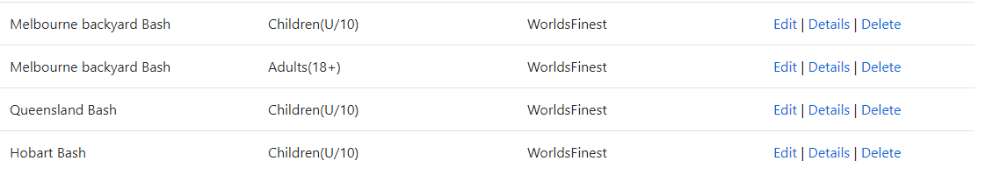 Melbourne backyard Bash Children(U/10) WorldsFinest Edit | Details | Delete
Melbourne backyard Bash Adults(18+) WorldsFinest Edit | Details | Delete
Queensland Bash Children(U/10) WorldsFinest Edit | Details | Delete
Hobart Bash Children(U/10) WorldsFinest Edit | Details | Delete